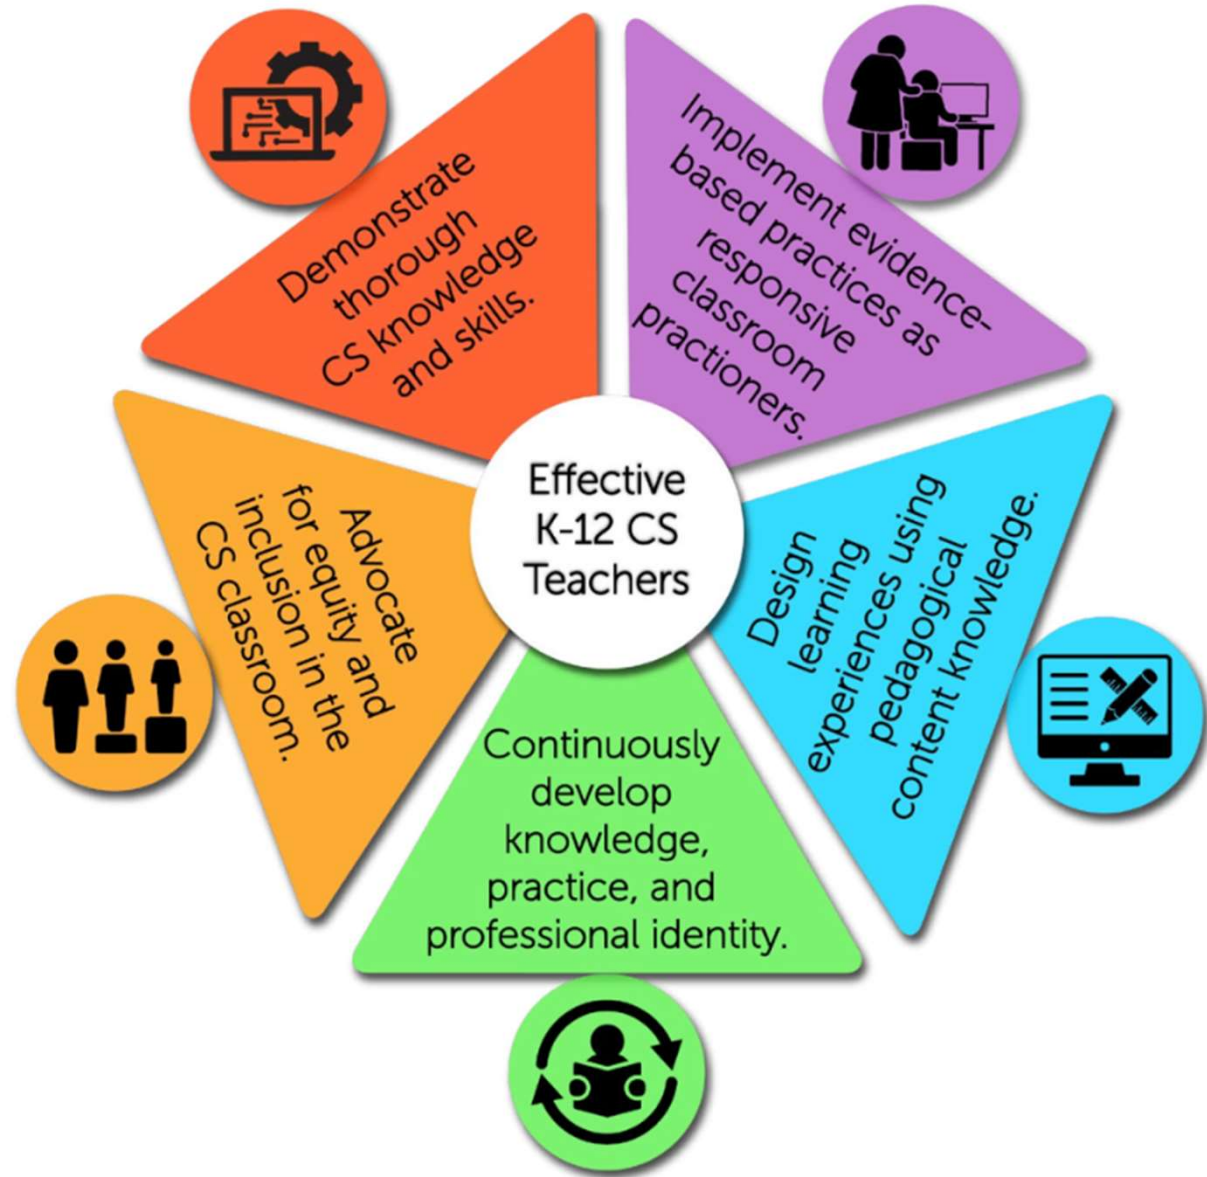 Demonstrate
thorough
CS knowledge
and skills.
Implement evidence-
based practices as
responsive
classroom
practioners.
Effective
K-12 CS
Teachers
Advocate
for equity and
inclusion in the
CS classroom.
Design
learning
experiences using
pedagogical
content knowledge.
Continuously
develop
knowledge,
practice, and
professional identity.